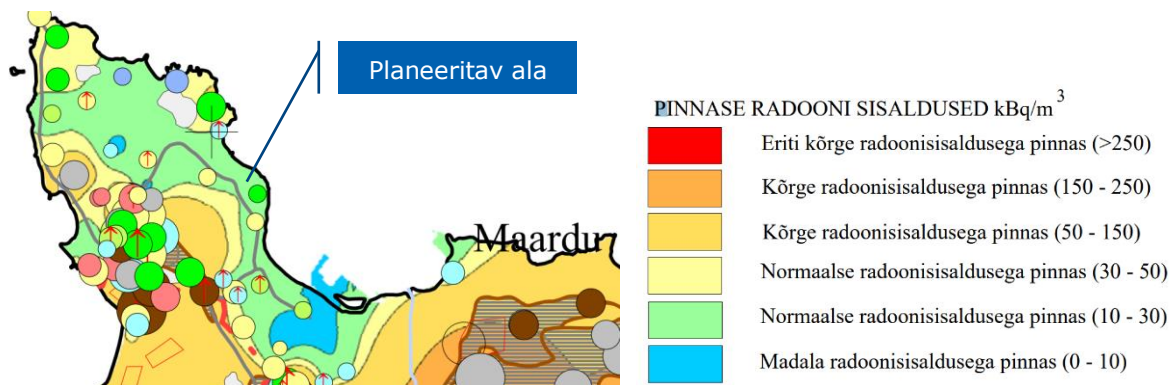 Planeeritav ala
Maardu
PINNASE RADOONI SISALDUSED kBq/m³
Eriti kõrge radoonisisaldusega pinnas (>250)
Kõrge radoonisisaldusega pinnas (150 - 250)
Kõrge radoonisisaldusega pinnas (50 - 150)
Normaalse radoonisisaldusega pinnas (30 - 50)
Normaalse radoonisisaldusega pinnas (10 - 30)
Madala radoonisisaldusega pinnas (0 - 10)